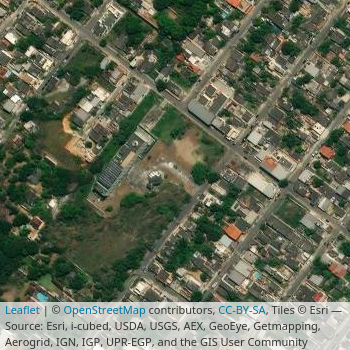 Leaflet | © OpenStreetMap contributors, CC-BY-SA, Tiles © Esri —
Source: Esri, i-cubed, USDA, USGS, AEX, GeoEye, Getmapping,
Aerogrid, IGN, IGP, UPR-EGP, and the GIS User Community